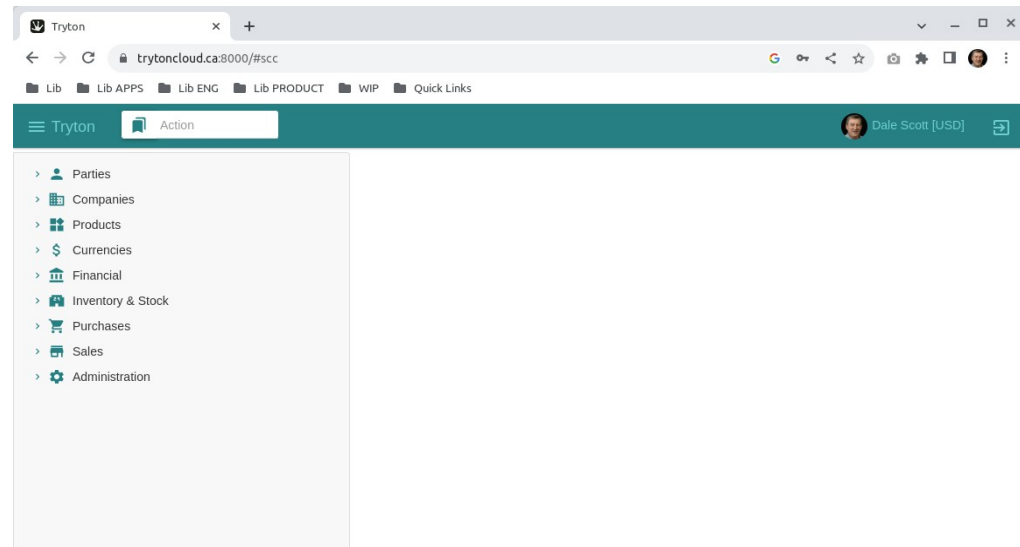 Tryton
trytoncloud.ca:8000/#scc
Lib Lib APPS Lib ENG Lib PRODUCT WIP Quick Links
Tryton Action Dale Scott [USD]
Parties
Companies
Products
Currencies
Financial
Inventory & Stock
Purchases
Sales
Administration